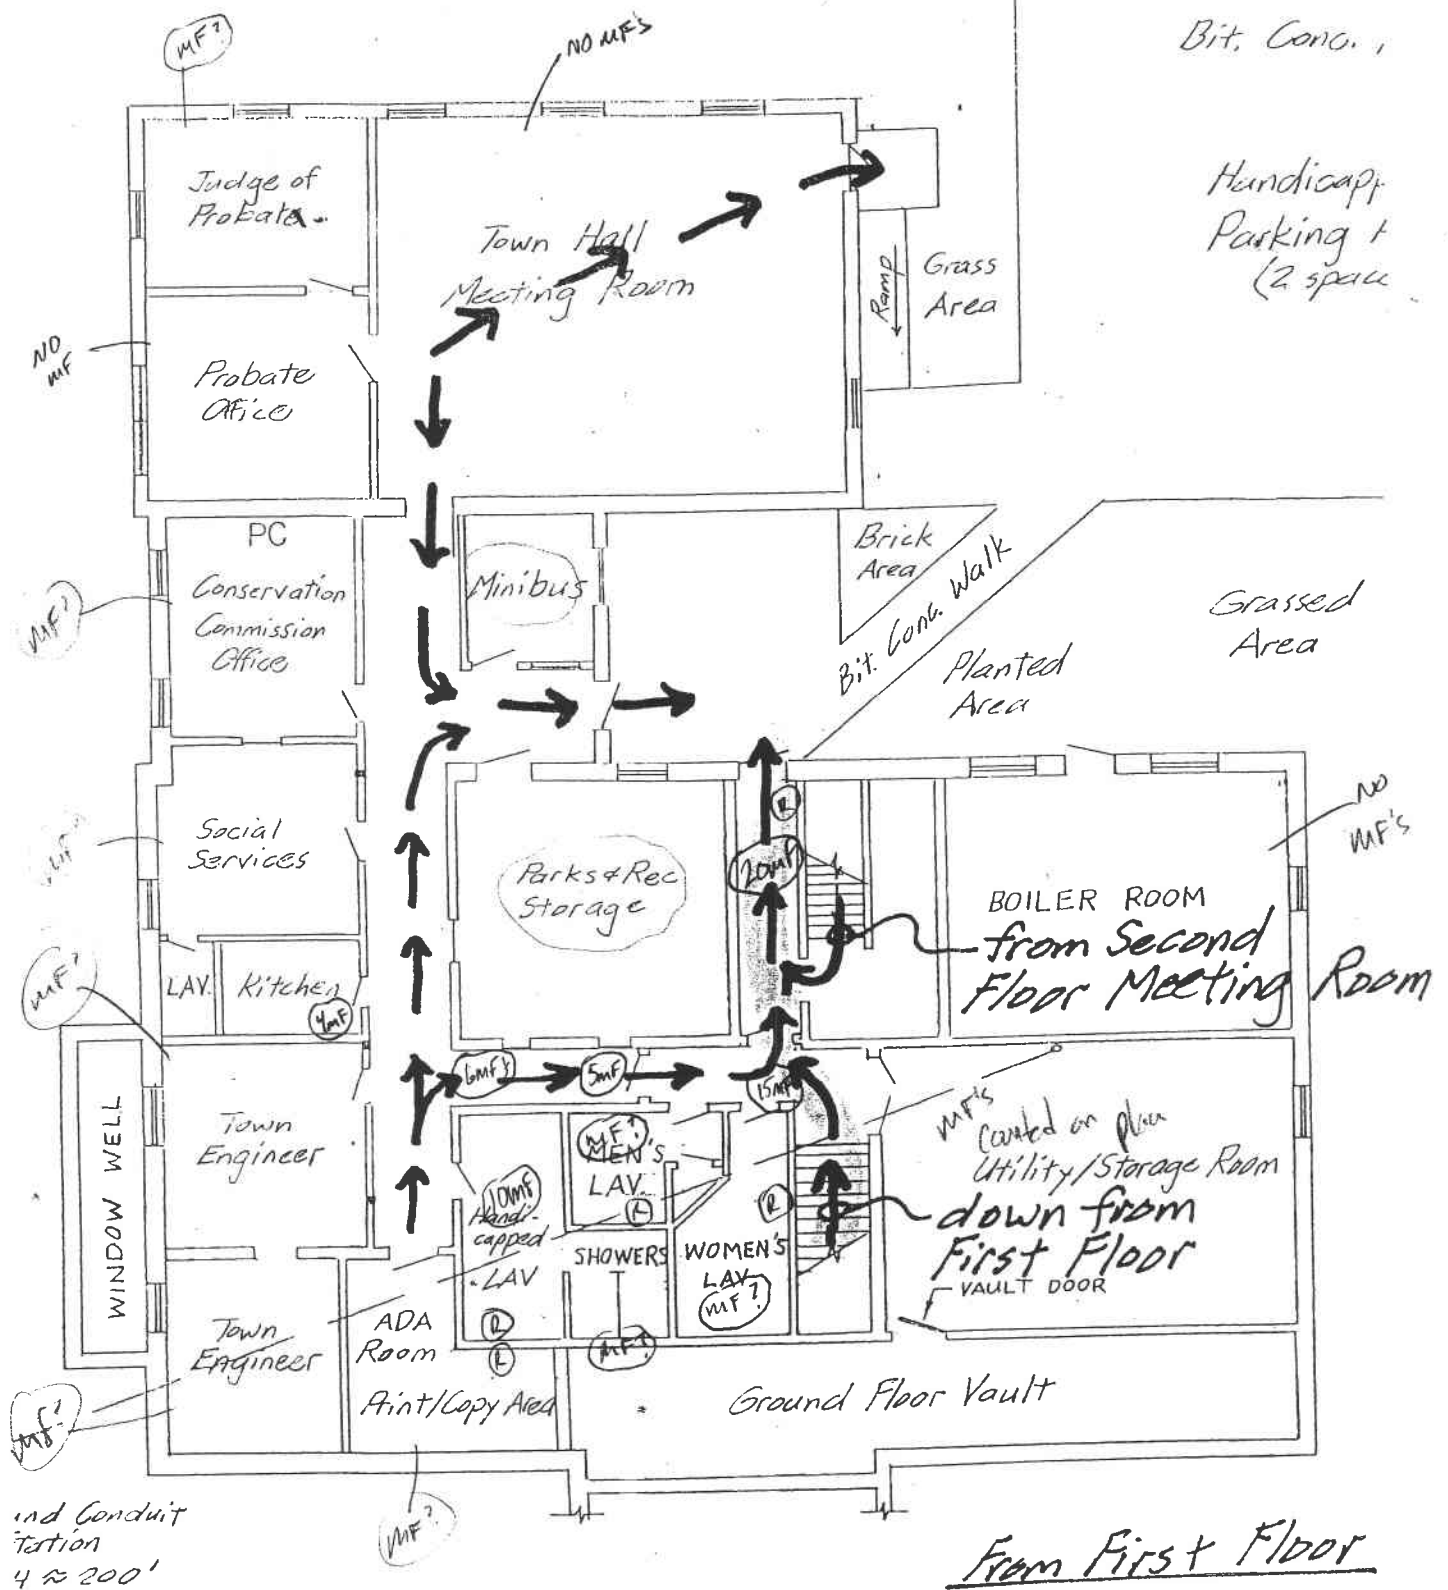 MF?
NO MF's
Bit. Conc.
Judge of
Probate
Town Hall
Meeting Room
Ramp
Grass
Area
Handicap
Parking
(2 spac
NO
MF
Probate
Office
PC
Conservation
Commission
Office
MF?
Minibus
Brick
Area
Bit. Conc. Walk
Grassed
Area
Planted
Area
Social
Services
Parks & Rec
Storage
R
20MF
NO
MF's
BOILER ROOM
from Second
Floor Meeting Room
LAV.
Kitchen
4MF
MF?
6MF's
5MF
15MF
WINDOW WELL
Town
Engineer
10MF
Handi-
capped
LAV
MF?
MEN'S
LAV.
R
R
SHOWERS
WOMEN'S
LAV
MF?
MF's
Counted on plan
Utility/Storage Room
down from
First Floor
VAULT DOOR
Town
Engineer
ADA
Room
R
R
MF?
Print/Copy Area
Ground Floor Vault
MF?
MF?
ind Conduit
tation
4 ≈ 200'
From First Floor